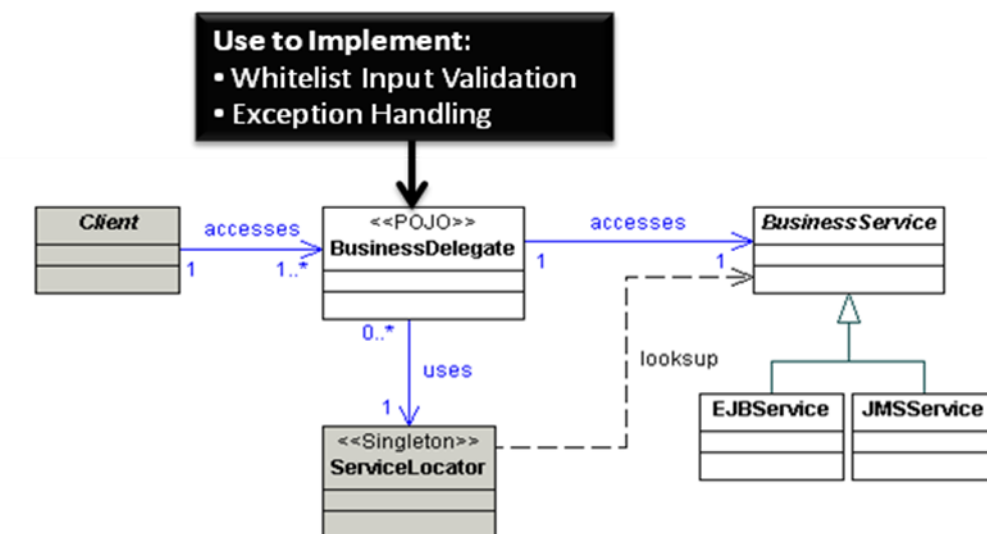 Use to Implement:
• Whitelist Input Validation
• Exception Handling
Client
accesses
1
1..*
<<POJO>>
BusinessDelegate
accesses
1
1
BusinessService
0..*
uses
1
looksup
<<Singleton>>
ServiceLocator
EJBService
JMSService